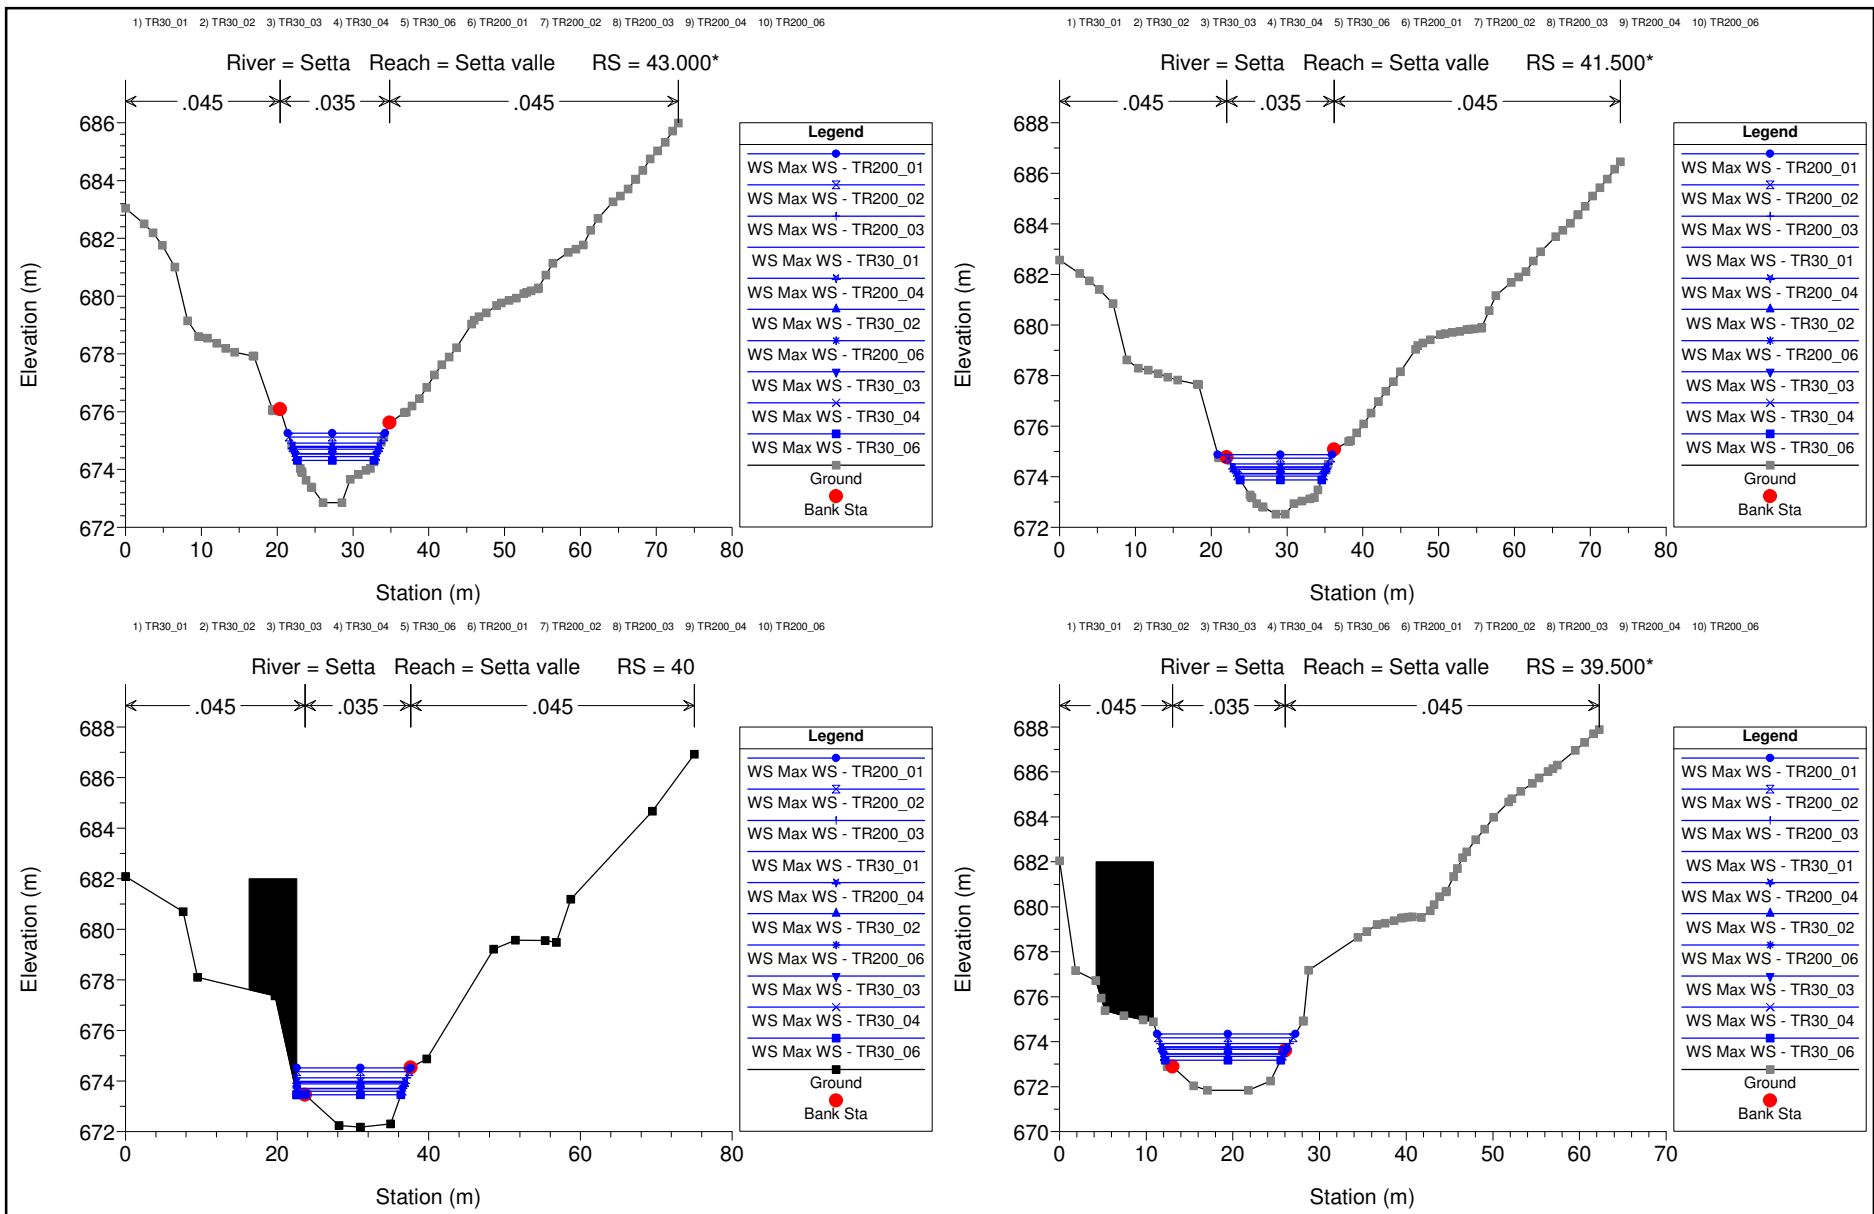 1) TR30_01 2) TR30_02 3) TR30_03 4) TR30_04 5) TR30_06 6) TR200_01 7) TR200_02 8) TR200_03 9) TR200_04 10) TR200_06
River = Setta Reach = Setta valle RS = 43.000*
.045 .035 .045
686
684
682
680
678
676
674
672
Elevation (m)
0 10 20 30 40 50 60 70 80
Station (m)
Legend
WS Max WS - TR200_01
WS Max WS - TR200_02
WS Max WS - TR200_03
WS Max WS - TR30_01
WS Max WS - TR200_04
WS Max WS - TR30_02
WS Max WS - TR200_06
WS Max WS - TR30_03
WS Max WS - TR30_04
WS Max WS - TR30_06
Ground
Bank Sta
1) TR30_01 2) TR30_02 3) TR30_03 4) TR30_04 5) TR30_06 6) TR200_01 7) TR200_02 8) TR200_03 9) TR200_04 10) TR200_06
River = Setta Reach = Setta valle RS = 41.500*
.045 .035 .045
688
686
684
682
680
678
676
674
672
Elevation (m)
0 10 20 30 40 50 60 70 80
Station (m)
Legend
WS Max WS - TR200_01
WS Max WS - TR200_02
WS Max WS - TR200_03
WS Max WS - TR30_01
WS Max WS - TR200_04
WS Max WS - TR30_02
WS Max WS - TR200_06
WS Max WS - TR30_03
WS Max WS - TR30_04
WS Max WS - TR30_06
Ground
Bank Sta
1) TR30_01 2) TR30_02 3) TR30_03 4) TR30_04 5) TR30_06 6) TR200_01 7) TR200_02 8) TR200_03 9) TR200_04 10) TR200_06
River = Setta Reach = Setta valle RS = 40
.045 .035 .045
688
686
684
682
680
678
676
674
672
Elevation (m)
0 20 40 60 80
Station (m)
Legend
WS Max WS - TR200_01
WS Max WS - TR200_02
WS Max WS - TR200_03
WS Max WS - TR30_01
WS Max WS - TR200_04
WS Max WS - TR30_02
WS Max WS - TR200_06
WS Max WS - TR30_03
WS Max WS - TR30_04
WS Max WS - TR30_06
Ground
Bank Sta
1) TR30_01 2) TR30_02 3) TR30_03 4) TR30_04 5) TR30_06 6) TR200_01 7) TR200_02 8) TR200_03 9) TR200_04 10) TR200_06
River = Setta Reach = Setta valle RS = 39.500*
.045 .035 .045
688
686
684
682
680
678
676
674
672
670
Elevation (m)
0 10 20 30 40 50 60 70
Station (m)
Legend
WS Max WS - TR200_01
WS Max WS - TR200_02
WS Max WS - TR200_03
WS Max WS - TR30_01
WS Max WS - TR200_04
WS Max WS - TR30_02
WS Max WS - TR200_06
WS Max WS - TR30_03
WS Max WS - TR30_04
WS Max WS - TR30_06
Ground
Bank Sta